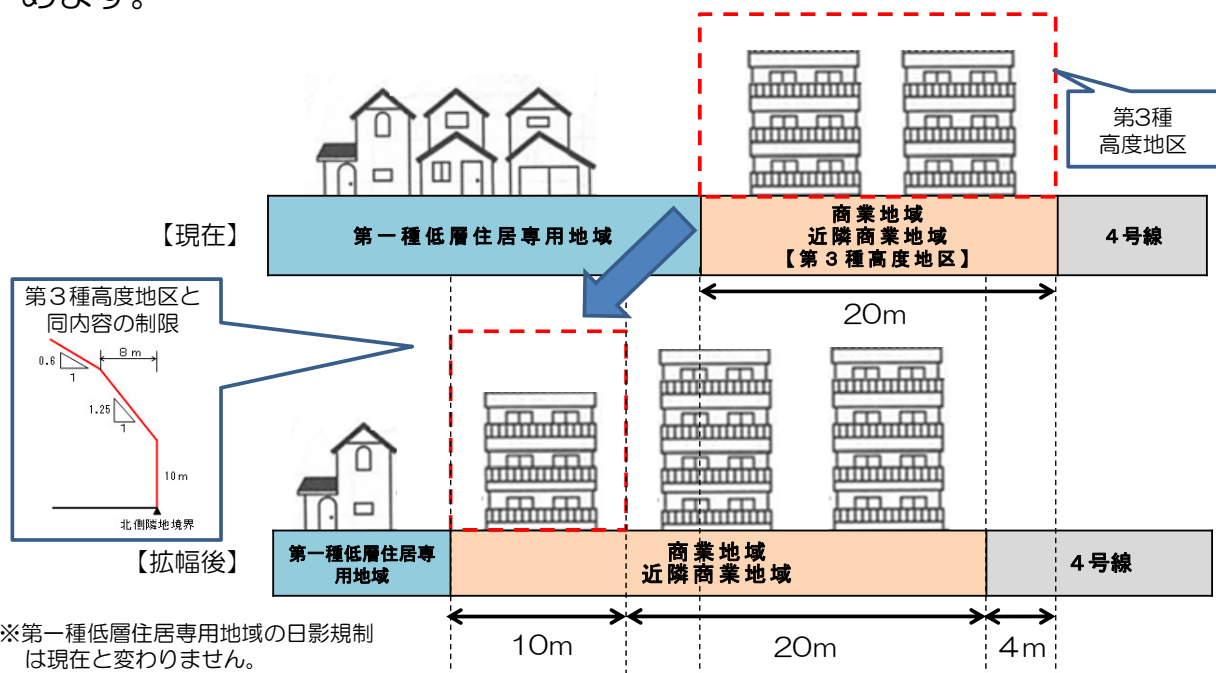 めます。
第3種
高度地区
【現在】
第一種低層住居専用地域
商業地域
近隣商業地域
【第3種高度地区】
４号線
20m
第３種高度地区と
同内容の制限
0.6
1
8m
1.25
1
10m
北側隣地境界
【拡幅後】
第一種低層住居専
用地域
商業地域
近隣商業地域
４号線
10m
20m
4m
※第一種低層住居専用地域の日影規制
は現在と変わりません。